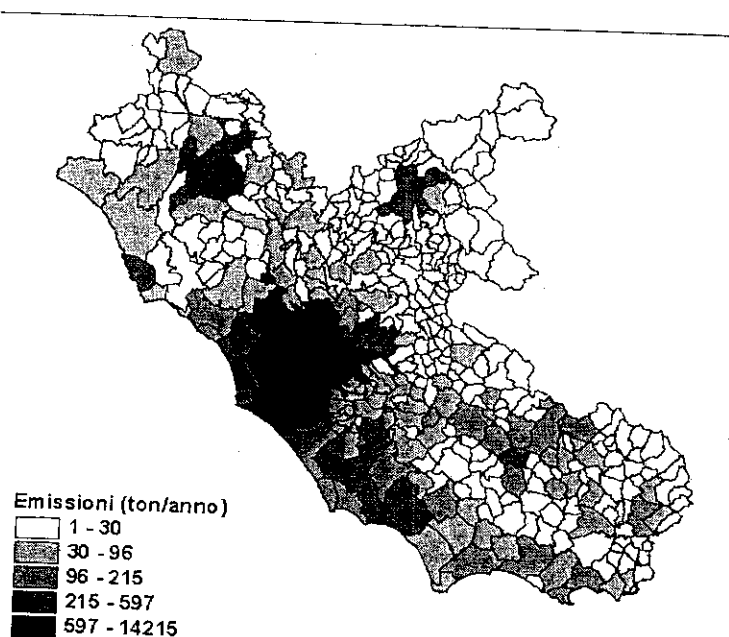 Emissioni (ton/anno)
1 - 30
30 - 96
96 - 215
215 - 597
597 - 14215